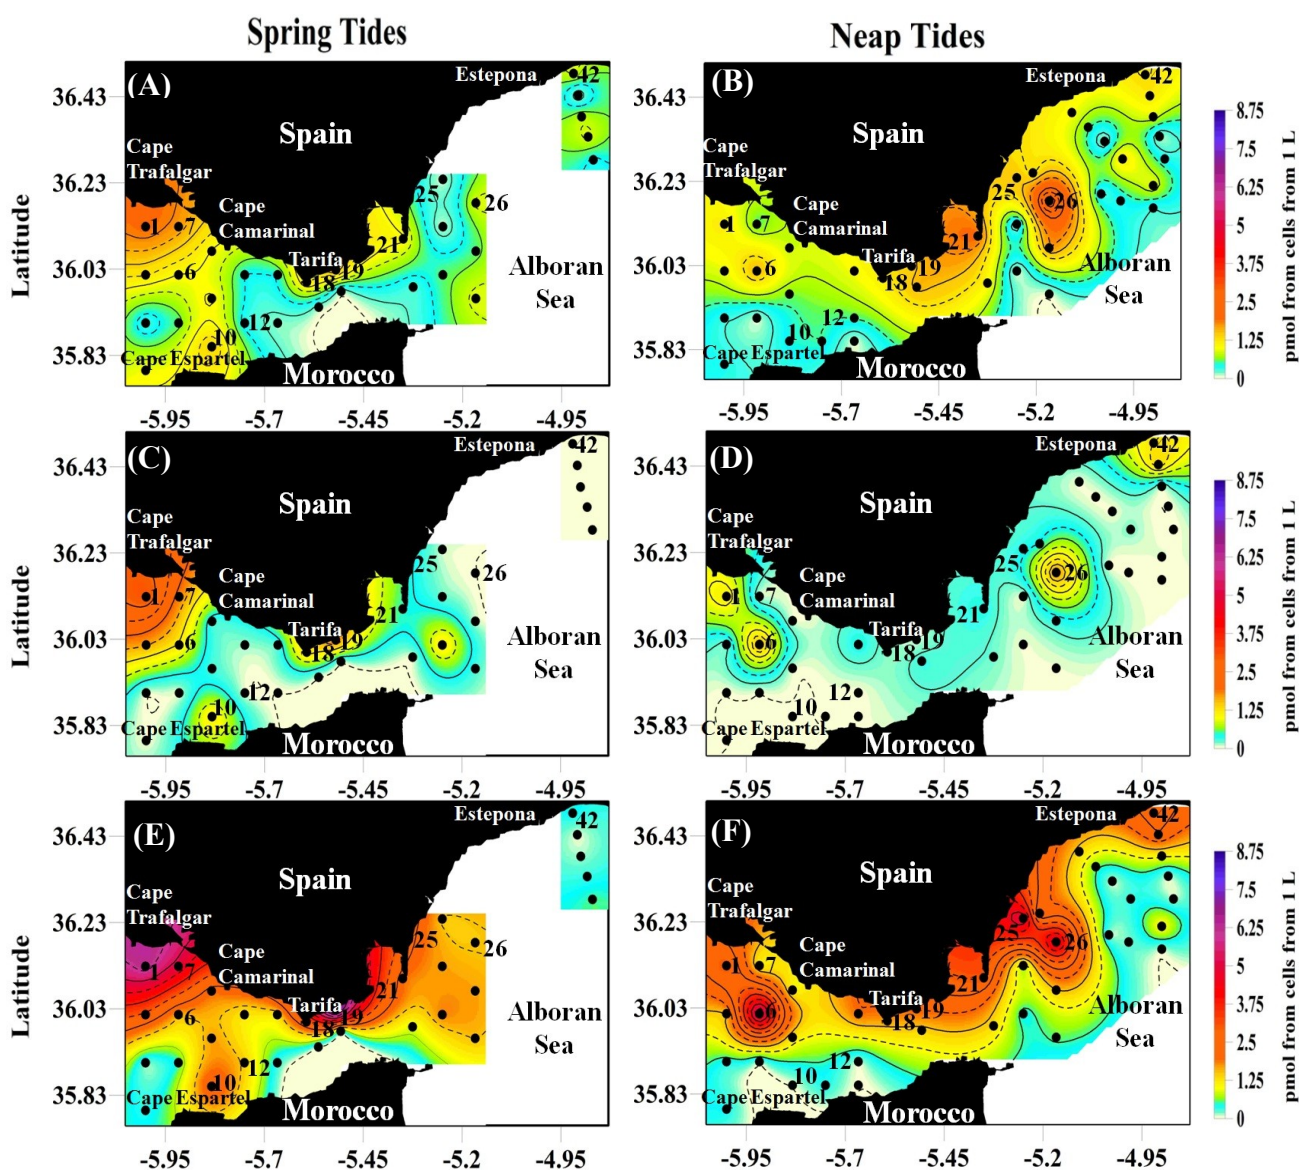 Spring Tides
Neap Tides
(A)
Estepona
42
36.43
Spain
Cape
Trafalgar
36.23
25
26
Cape
Camarinal
1
7
21
Latitude
36.03
6
Tarifa
19
18
Alboran
Sea
12
10
35.83
Cape Espartel
Morocco
-5.95
-5.7
-5.45
-5.2
-4.95
(B)
Estepona
42
36.43
Spain
Cape
Trafalgar
36.23
25
26
Cape
Camarinal
1
7
21
36.03
6
Tarifa
19
18
Alboran
Sea
12
10
35.83
Cape Espartel
Morocco
-5.95
-5.7
-5.45
-5.2
-4.95
8.75
7.5
6.25
5
3.75
2.5
1.25
0
pmol from cells from 1 L
(C)
Estepona
42
36.43
Spain
Cape
Trafalgar
36.23
25
26
Cape
Camarinal
1
7
21
Latitude
36.03
6
Tarifa
19
18
Alboran
Sea
12
10
35.83
Cape Espartel
Morocco
-5.95
-5.7
-5.45
-5.2
-4.95
(D)
Estepona
42
36.43
Spain
Cape
Trafalgar
36.23
25
26
Cape
Camarinal
1
7
21
36.03
6
Tarifa
19
18
Alboran
Sea
12
10
35.83
Cape Espartel
Morocco
-5.95
-5.7
-5.45
-5.2
-4.95
8.75
7.5
6.25
5
3.75
2.5
1.25
0
pmol from cells from 1 L
(E)
Estepona
42
36.43
Spain
Cape
Trafalgar
36.23
25
26
Cape
Camarinal
1
7
21
Latitude
36.03
6
Tarifa
19
18
Alboran
Sea
12
10
35.83
Cape Espartel
Morocco
-5.95
-5.7
-5.45
-5.2
-4.95
(F)
Estepona
42
36.43
Spain
Cape
Trafalgar
36.23
25
26
Cape
Camarinal
1
7
21
36.03
6
Tarifa
19
18
Alboran
Sea
12
10
35.83
Cape Espartel
Morocco
-5.95
-5.7
-5.45
-5.2
-4.95
8.75
7.5
6.25
5
3.75
2.5
1.25
0
pmol from cells from 1 L